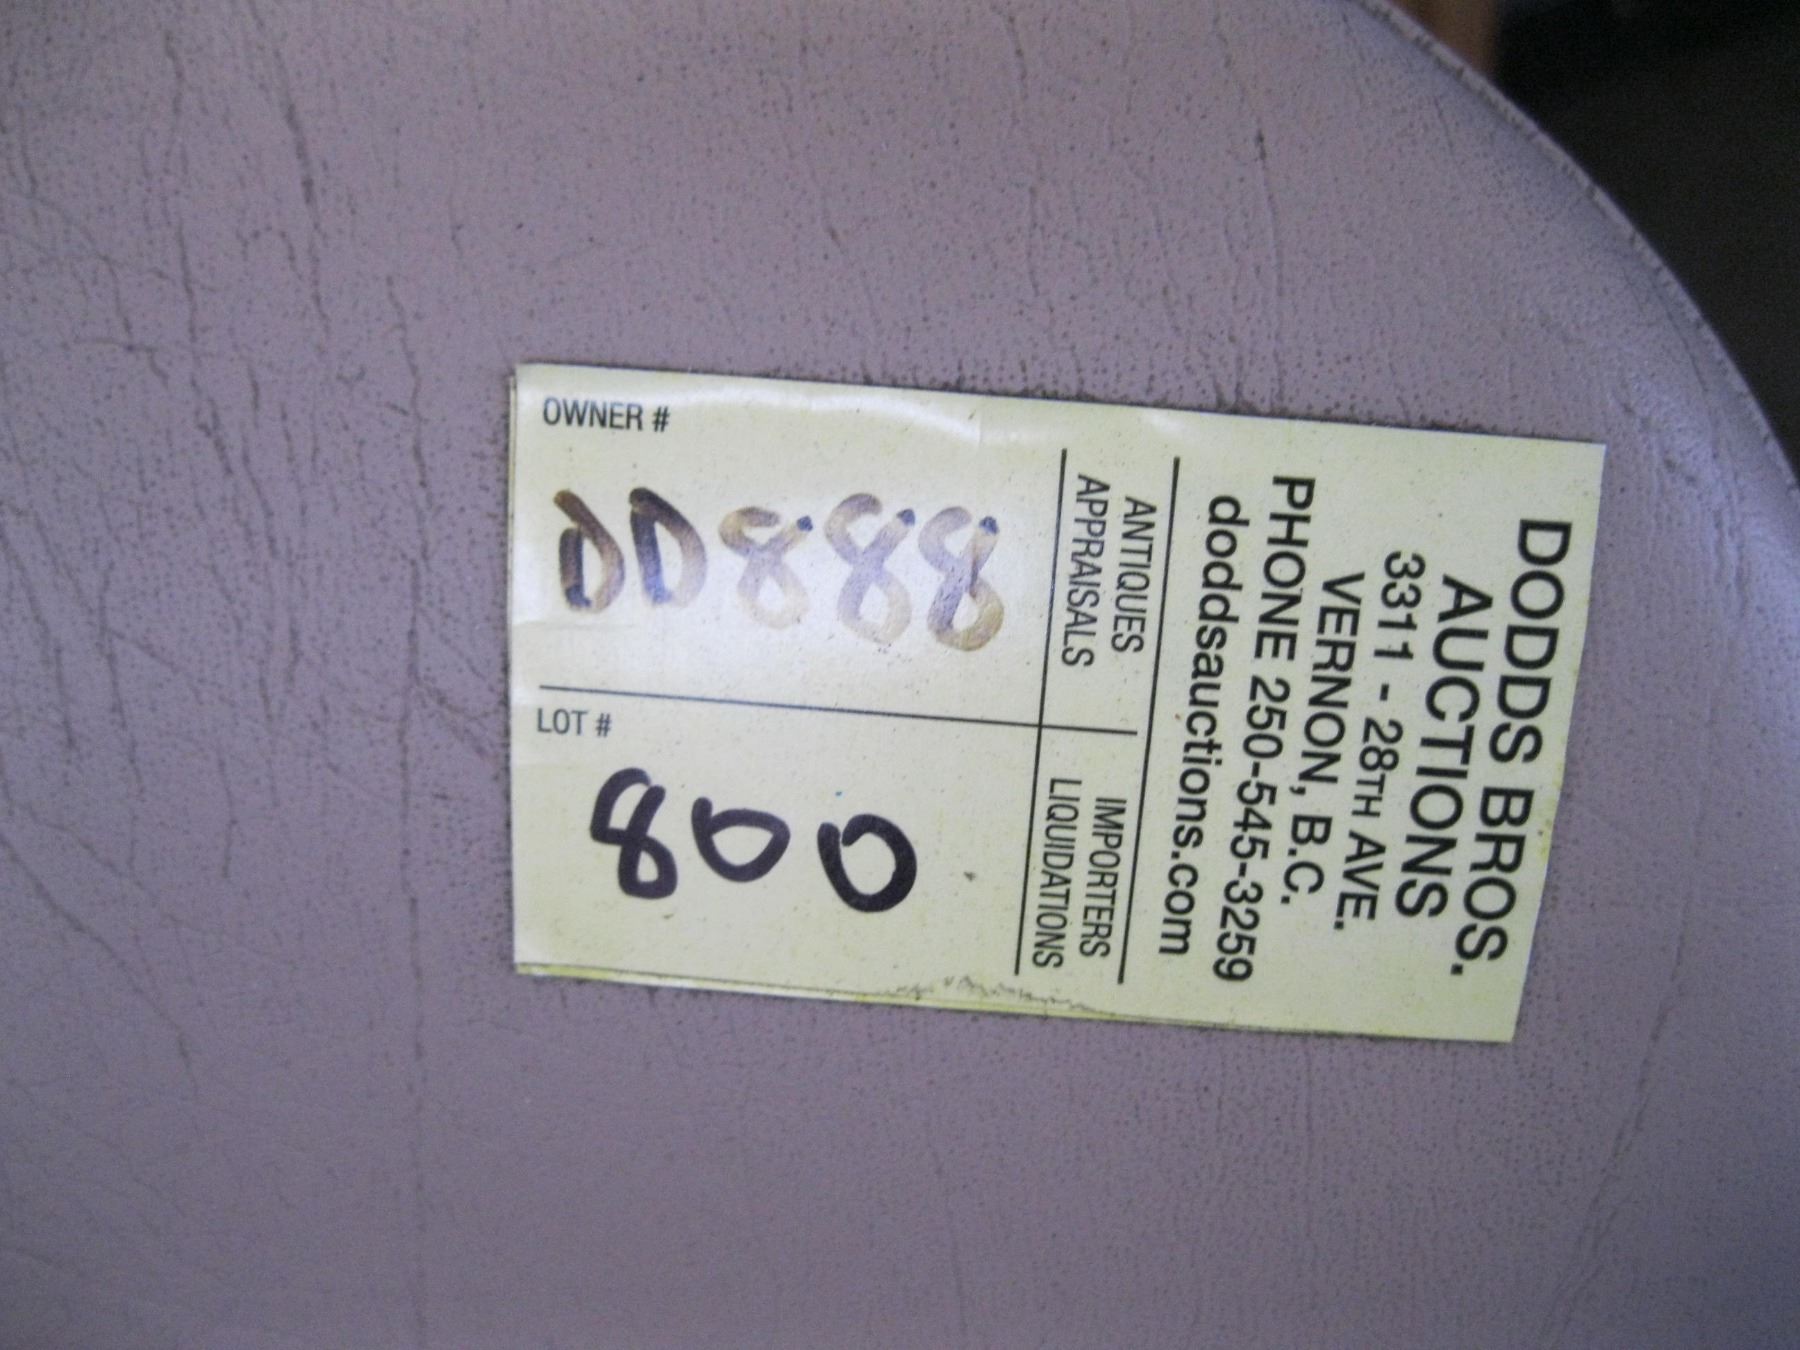 DODDS BROS.
AUCTIONS
3311 - 28TH AVE.
VERNON, B.C.
PHONE 250-545-3259
doddsauctions.com
ANTIQUES
APPRAISALS
IMPORTERS
LIQUIDATIONS
OWNER #
DD888
LOT #
800